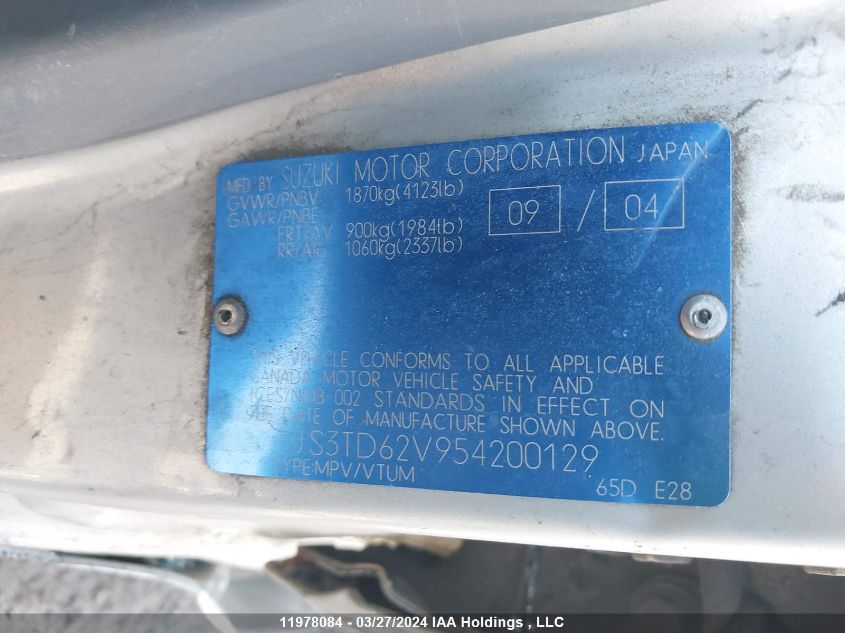 MFD BY SUZUKI MOTOR CORPORATION JAPAN
GVWR/PNBV 1870kg(4123lb)
GAWR/PNBE
FRT/AV 900kg(1984lb)
RR/AR 1060kg(2337lb)
09 / 04
THIS VEHICLE CONFORMS TO ALL APPLICABLE
CANADA MOTOR VEHICLE SAFETY AND
ICES/NMB 002 STANDARDS IN EFFECT ON
THE DATE OF MANUFACTURE SHOWN ABOVE.
JS3TD62V954200129
TYPE:MPV/VTUM
65D E28
11978084 - 03/27/2024 IAA Holdings , LLC